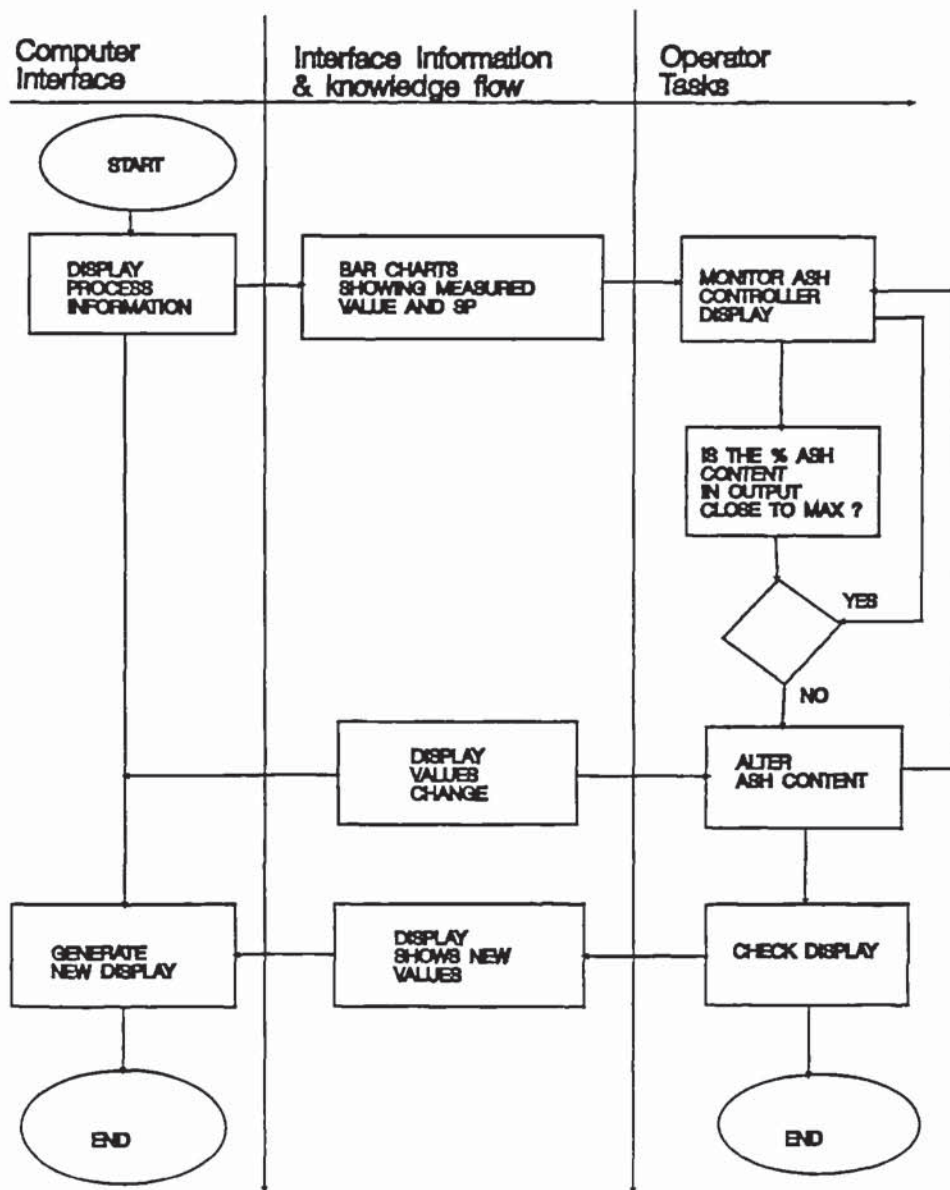 Computer
Interface
Interface Information
& knowledge flow
Operator
Tasks
START
DISPLAY
PROCESS
INFORMATION
BAR CHARTS
SHOWING MEASURED
VALUE AND SP
MONITOR ASH
CONTROLLER
DISPLAY
IS THE % ASH
CONTENT
IN OUTPUT
CLOSE TO MAX ?
YES
NO
DISPLAY
VALUES
CHANGE
ALTER
ASH CONTENT
GENERATE
NEW DISPLAY
DISPLAY
SHOWS NEW
VALUES
CHECK DISPLAY
END
END